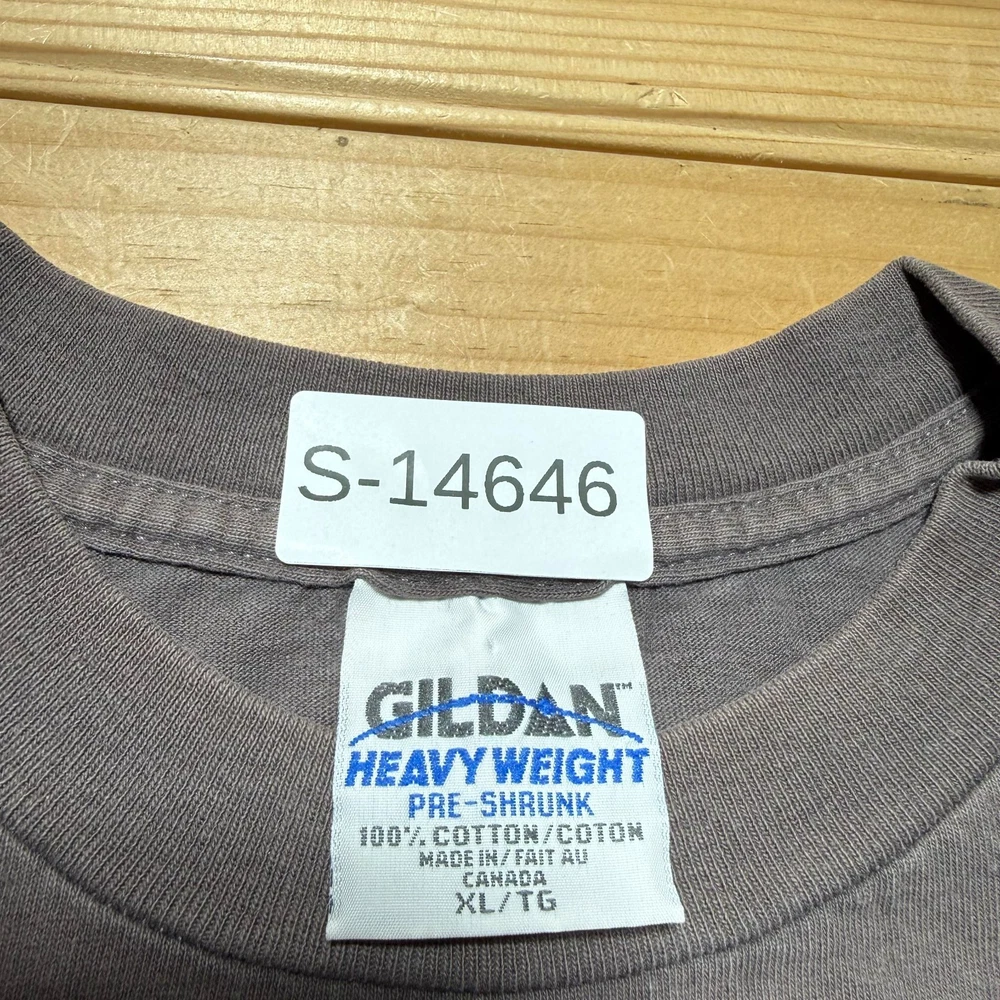 S-14646
GILDAN™
HEAVY WEIGHT
PRE-SHRUNK
100% COTTON/COTON
MADE IN/FAIT AU
CANADA
XL/TG